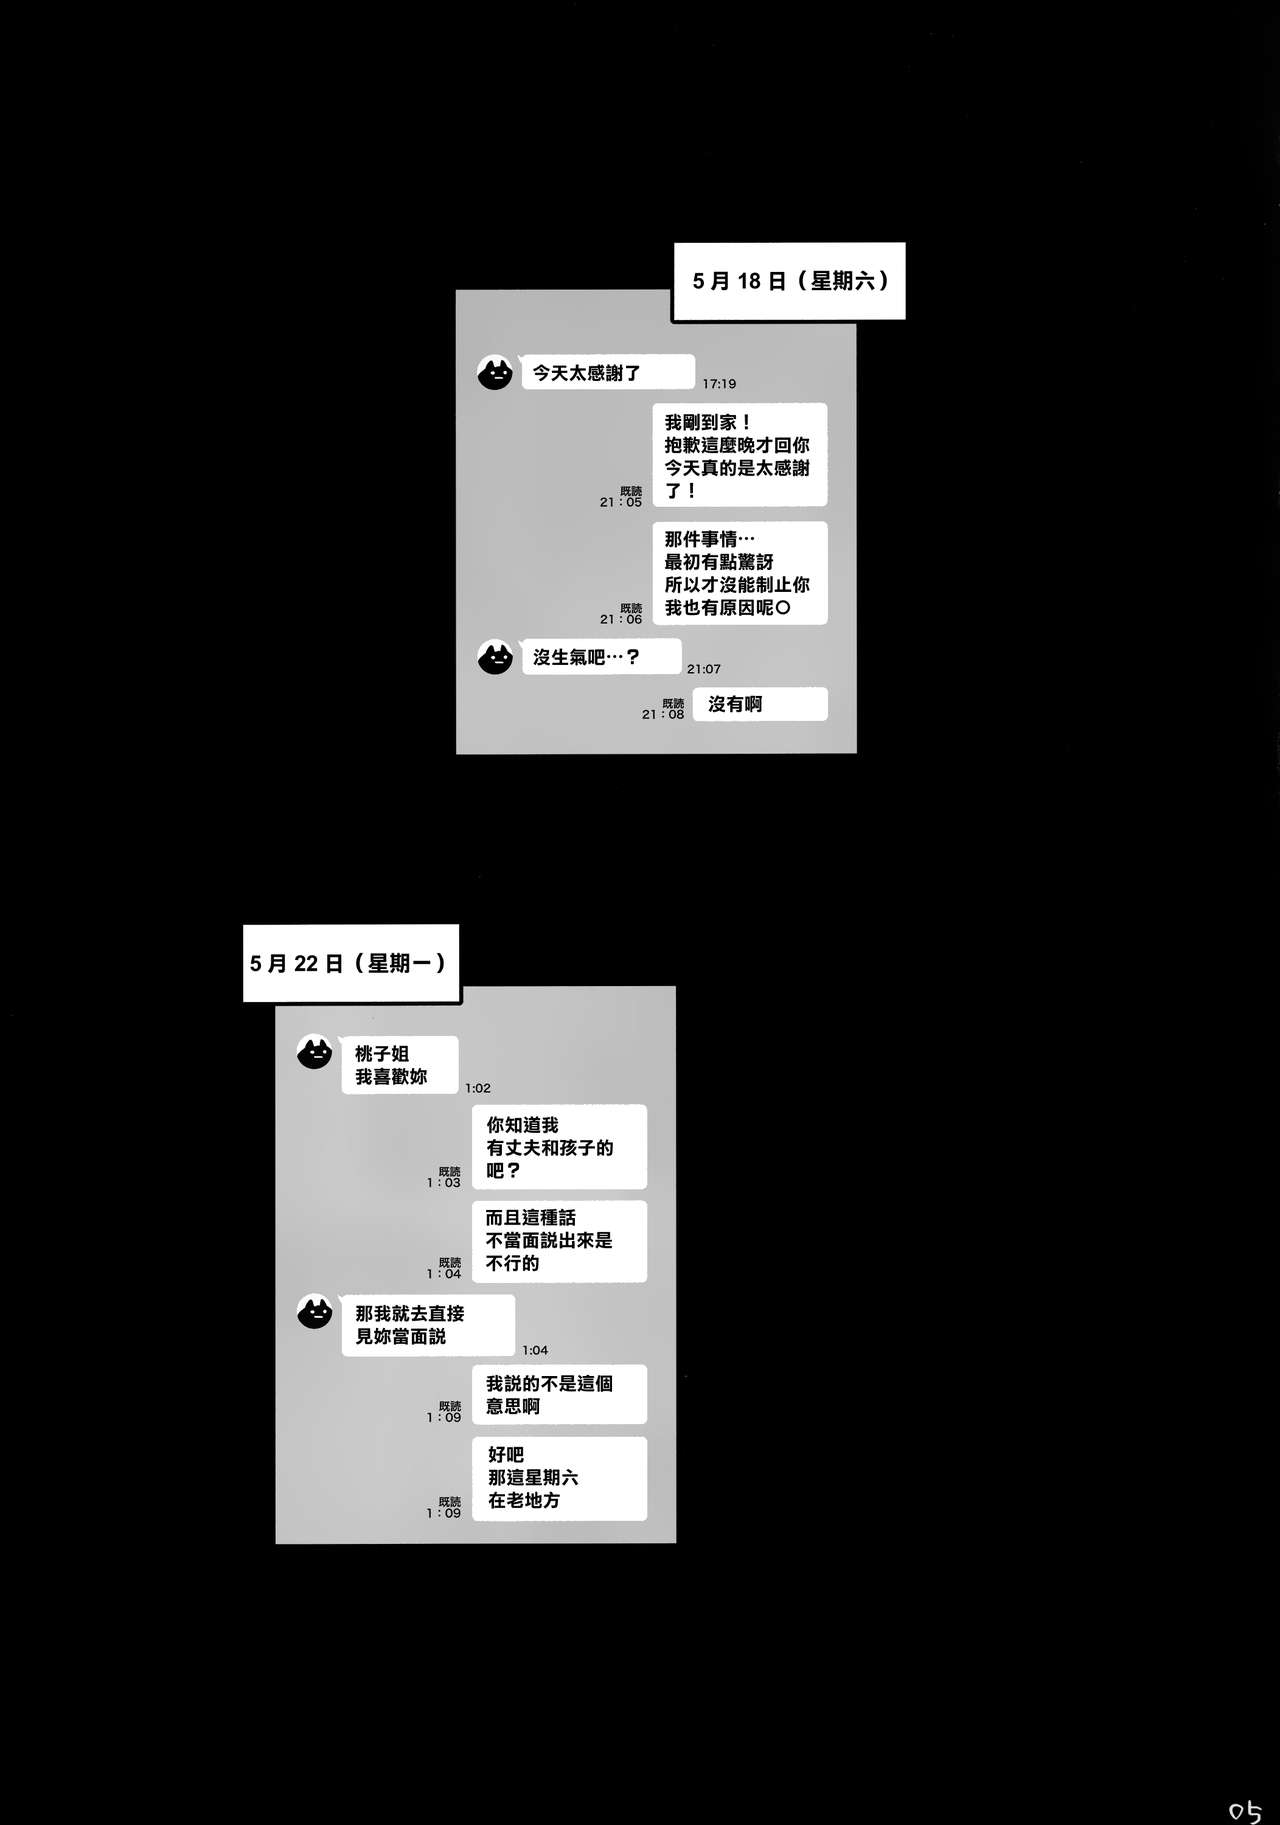 5月18日（星期六）
今天太感謝了
17:19
我剛到家！
抱歉這麼晚才回你
今天真的是太感謝
了！
既読
21：05
那件事情…
最初有點驚訝
所以才沒能制止你
我也有原因呢〇
既読
21：06
沒生氣吧…？
21:07
沒有啊
既読
21：08
5月22日（星期一）
桃子姐
我喜歡妳
1:02
你知道我
有丈夫和孩子的
吧？
既読
1：03
而且這種話
不當面説出來是
不行的
既読
1：04
那我就去直接
見妳當面説
1:04
我説的不是這個
意思啊
既読
1：09
好吧
那這星期六
在老地方
既読
1：09
05